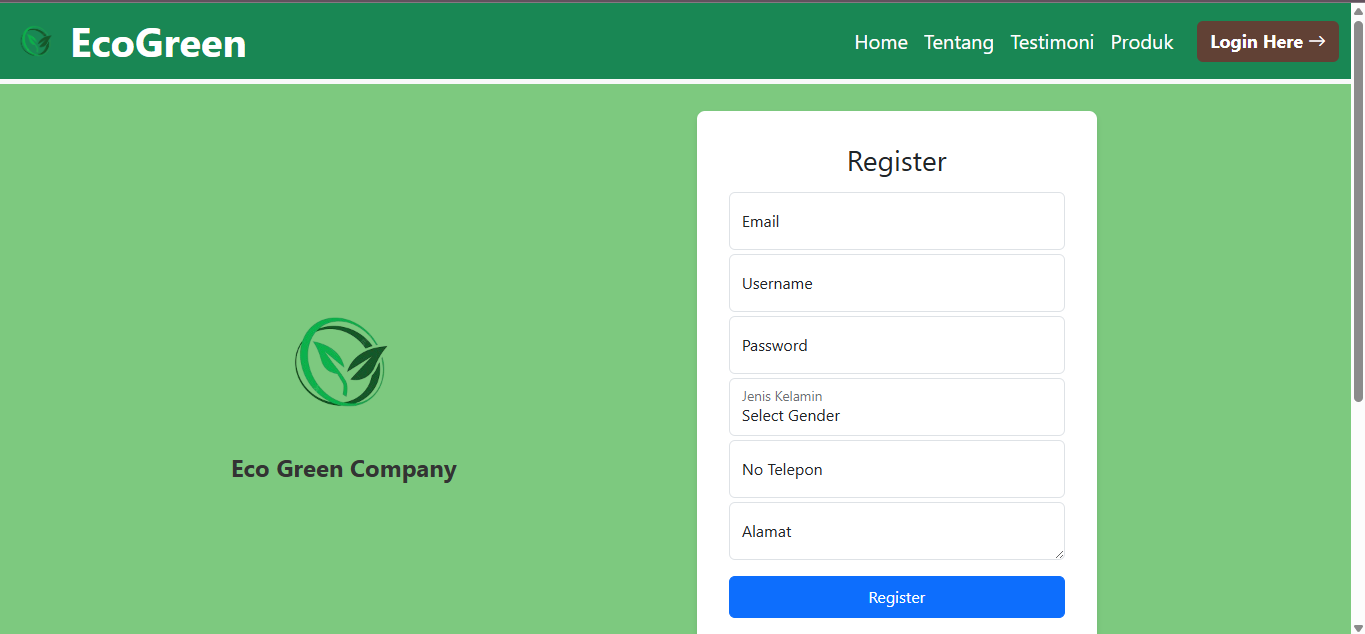 EcoGreen
Home Tentang Testimoni Produk Login Here →
Register
Email
Username
Password
Jenis Kelamin
Select Gender
No Telepon
Alamat
Register
Eco Green Company